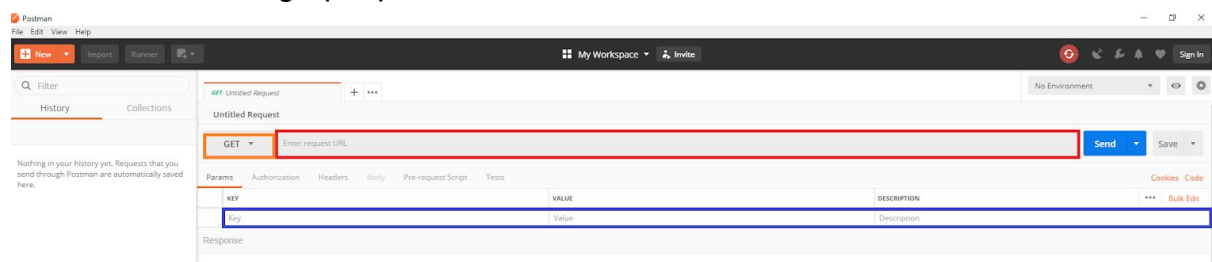 Postman
File Edit View Help
New Import Runner My Workspace Invite Sign In
Filter
History Collections
Nothing in your history yet. Requests that you
send through Postman are automatically saved
here.
GET Untitled Request + ••• No Environment
Untitled Request
GET Enter request URL Send Save
Params Authorization Headers Body Pre-request Script Tests Cookies Code
KEY VALUE DESCRIPTION ••• Bulk Edit
Key Value Description
Response